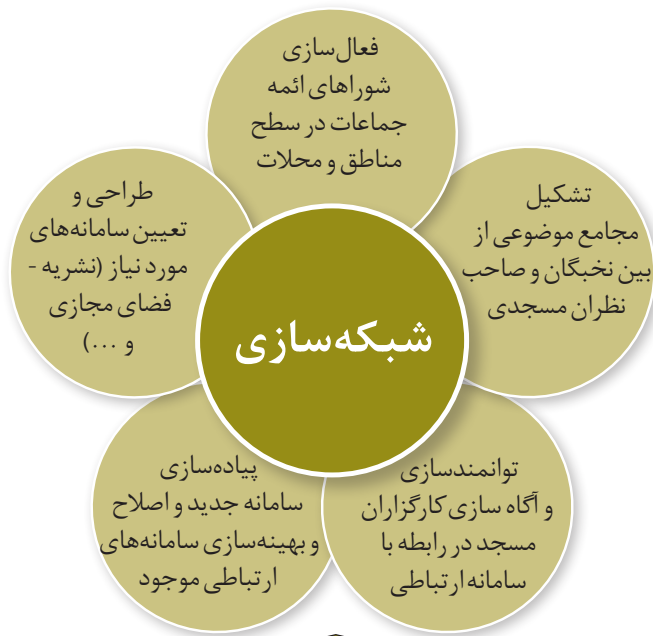 فعال‌سازی
شوراهای ائمه
جماعات در سطح
مناطق و محلات
تشکیل
مجامع موضوعی از
بین نخبگان و صاحب
نظران مسجدی
طراحی و
تعیین سامانه‌های
مورد نیاز (نشریه -
فضای مجازی
و ...)
شبکه‌سازی
توانمندسازی
و آگاه سازی کارگزاران
مسجد در رابطه با
سامانه ارتباطی
پیاده‌سازی
سامانه جدید و اصلاح
و بهینه‌سازی سامانه‌های
ارتباطی موجود